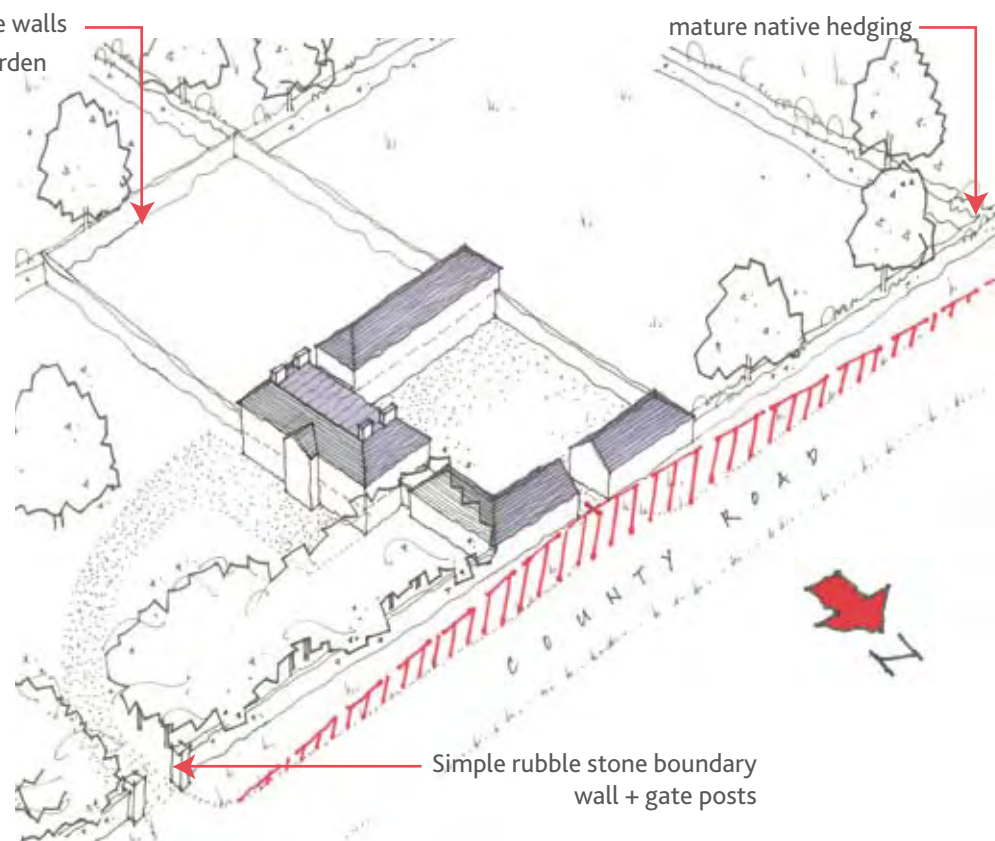 e walls
rden
mature native hedging
COUNTY ROAD
N
Simple rubble stone boundary
wall + gate posts